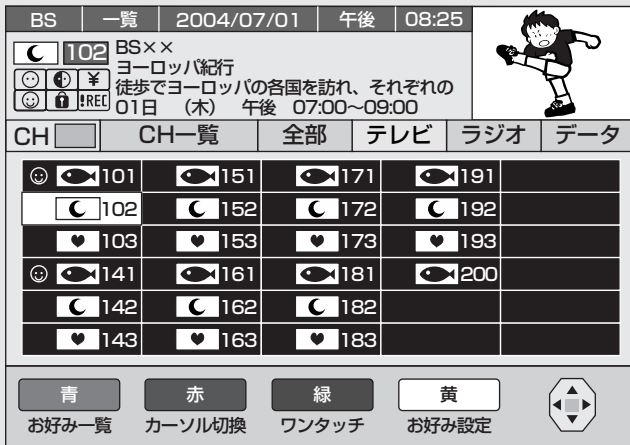 BS 一覧 2004/07/01 午後 08:25
102 BS××
ヨーロッパ紀行
¥ 徒歩でヨーロッパの各国を訪れ、それぞれの
!REC 01日 (木) 午後 07:00~09:00
CH CH一覧 全部 テレビ ラジオ データ
101 151 171 191
102 152 172 192
103 153 173 193
141 161 181 200
142 162 182
143 163 183
青 赤 緑 黄
お好み一覧 カーソル切換 ワンタッチ お好み設定